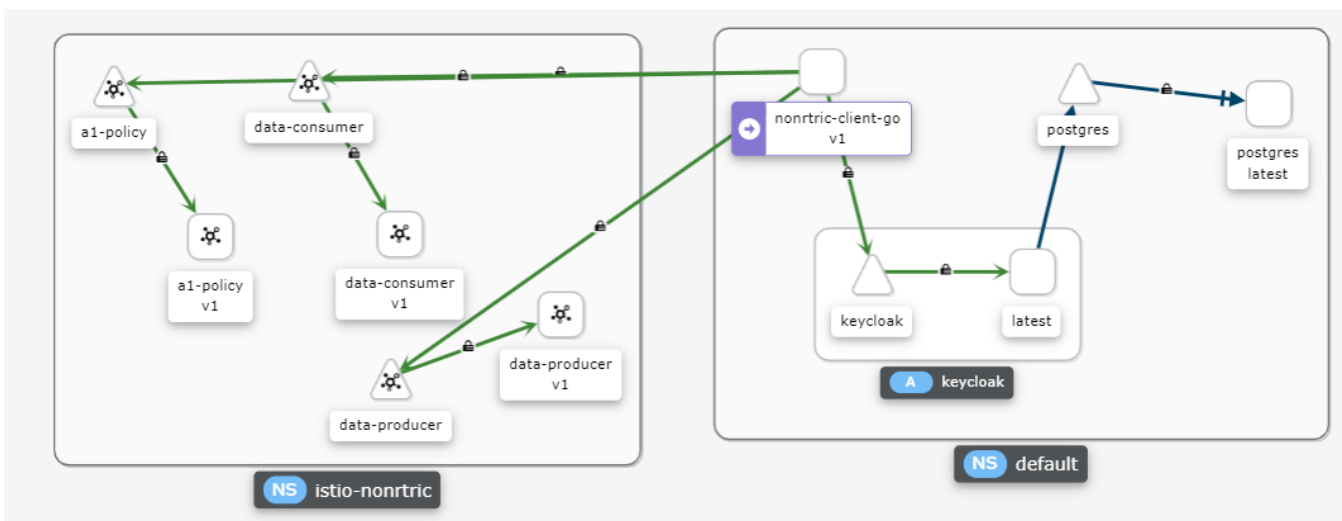 a1-policy
data-consumer
nonrtric-client-go
v1
postgres
postgres
latest
a1-policy
v1
data-consumer
v1
keycloak
latest
data-producer
v1
A keycloak
data-producer
NS istio-nonrtric
NS default